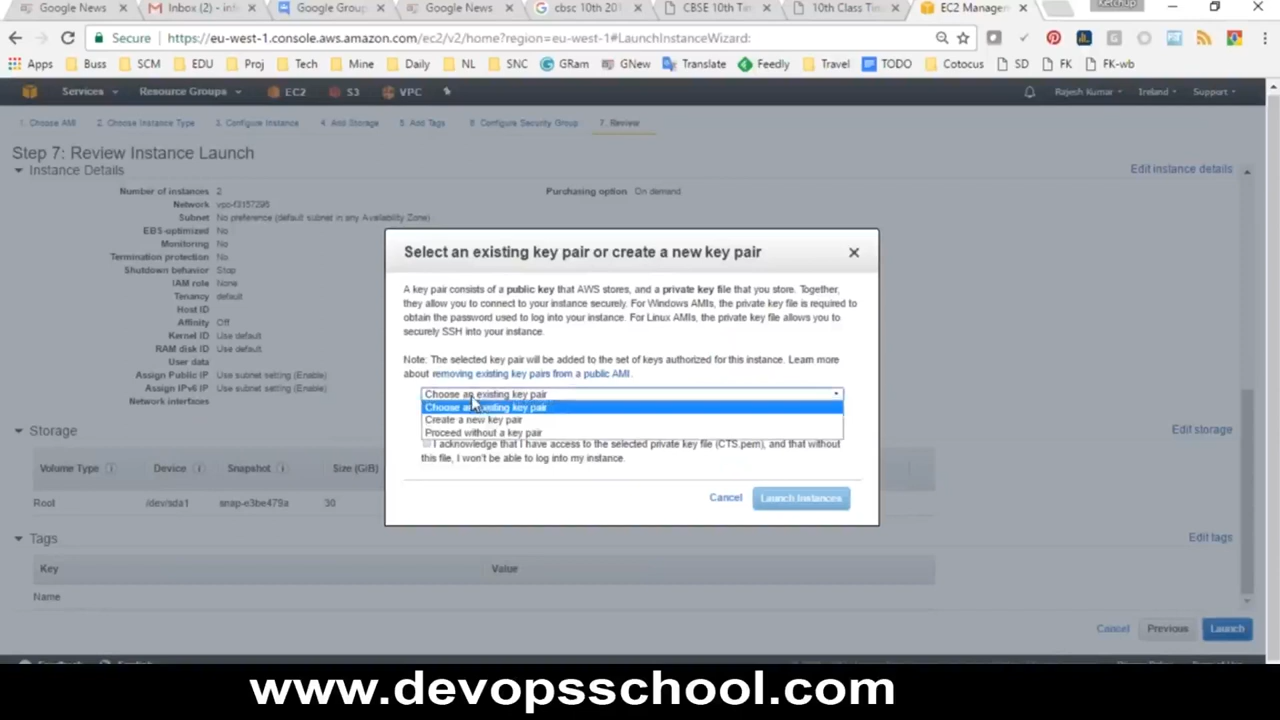 Google News
Inbox (2) - inf
Google Group
Google News
cbsc 10th 201
CBSE 10th Tim
10th Class Tim
EC2 Manage
Ketchup
Secure
https://eu-west-1.console.aws.amazon.com/ec2/v2/home?region=eu-west-1#LaunchInstanceWizard:
Apps Buss SCM EDU Proj Tech Mine Daily NL SNC GRam GNew Translate Feedly Travel TODO Cotocus SD FK FK-wb
Services Resource Groups EC2 S3 VPC Rajesh Kumar Ireland Support
1. Choose AMI 2. Choose Instance Type 3. Configure Instance 4. Add Storage 5. Add Tags 6. Configure Security Group 7. Review
Step 7: Review Instance Launch
Instance Details Edit instance details
Number of instances 2 Purchasing option On demand
Network vpc-f3157296
Subnet No preference (default subnet in any Availability Zone)
EBS-optimized No
Monitoring No
Termination protection No
Shutdown behavior Stop
IAM role None
Tenancy default
Host ID
Affinity Off
Kernel ID Use default
RAM disk ID Use default
User data
Assign Public IP Use subnet setting (Enable)
Assign IPv6 IP Use subnet setting (Enable)
Network interfaces
Select an existing key pair or create a new key pair
A key pair consists of a public key that AWS stores, and a private key file that you store. Together,
they allow you to connect to your instance securely. For Windows AMIs, the private key file is required to
obtain the password used to log into your instance. For Linux AMIs, the private key file allows you to
securely SSH into your instance.
Note: The selected key pair will be added to the set of keys authorized for this instance. Learn more
about removing existing key pairs from a public AMI.
Choose an existing key pair
Choose an existing key pair
Create a new key pair
Proceed without a key pair
I acknowledge that I have access to the selected private key file (CTS.pem), and that without
this file, I won't be able to log into my instance.
Cancel Launch Instances
Storage Edit storage
Volume Type Device Snapshot Size (GiB)
Root /dev/sda1 snap-e3be479a 30
Tags Edit tags
Key Value
Name
Cancel Previous Launch
www.devopsschool.com